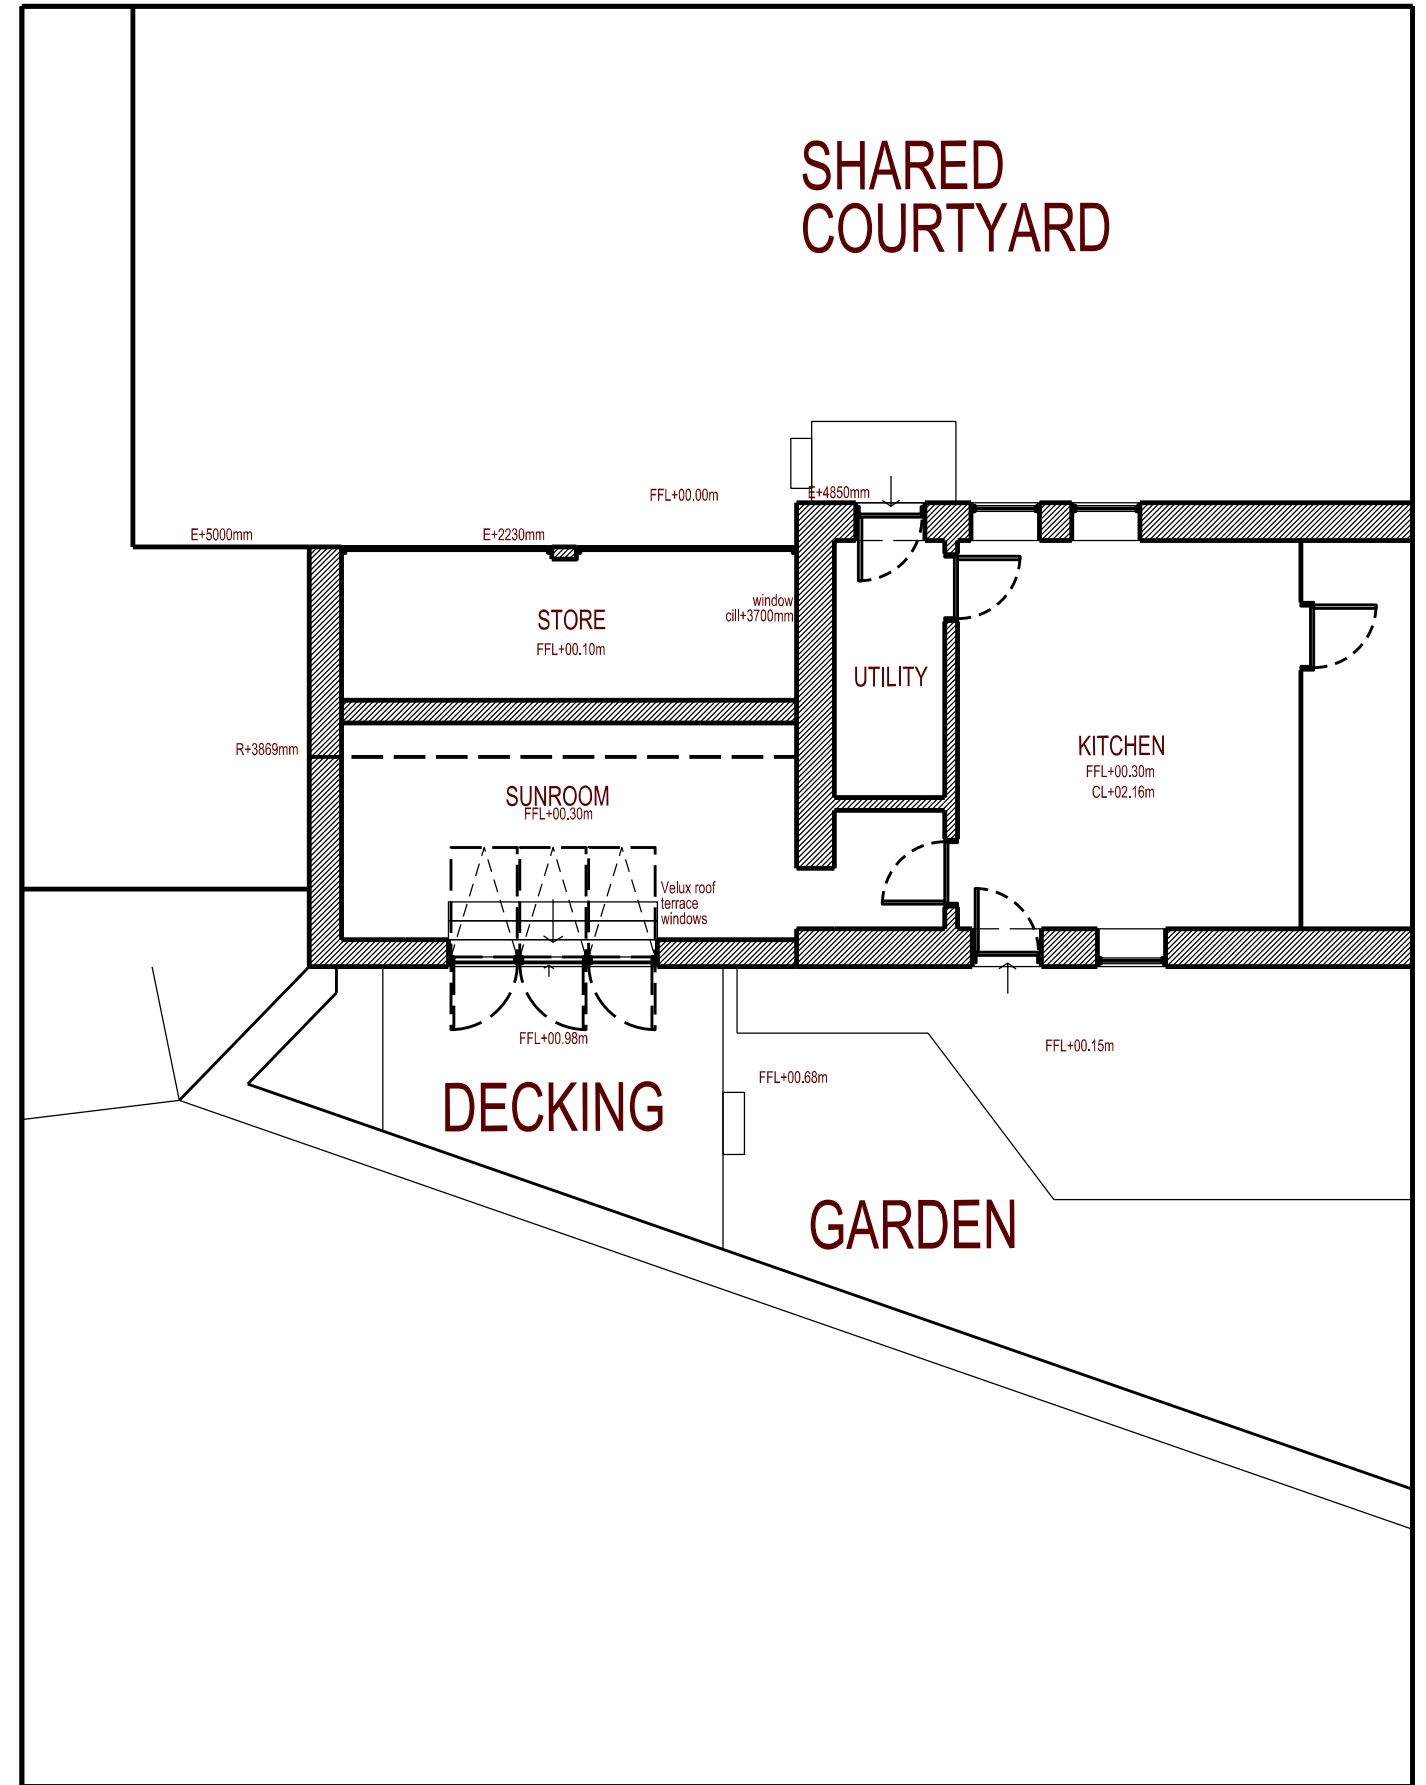 SHARED
COURTYARD
FFL+00.00m
E+4850mm
E+5000mm
E+2230mm
window
cill+3700mm
STORE
FFL+00.10m
UTILITY
R+3869mm
KITCHEN
FFL+00.30m
CL+02.16m
SUNROOM
FFL+00.30m
Velux roof
terrace
windows
FFL+00.98m
FFL+00.15m
FFL+00.68m
DECKING
GARDEN